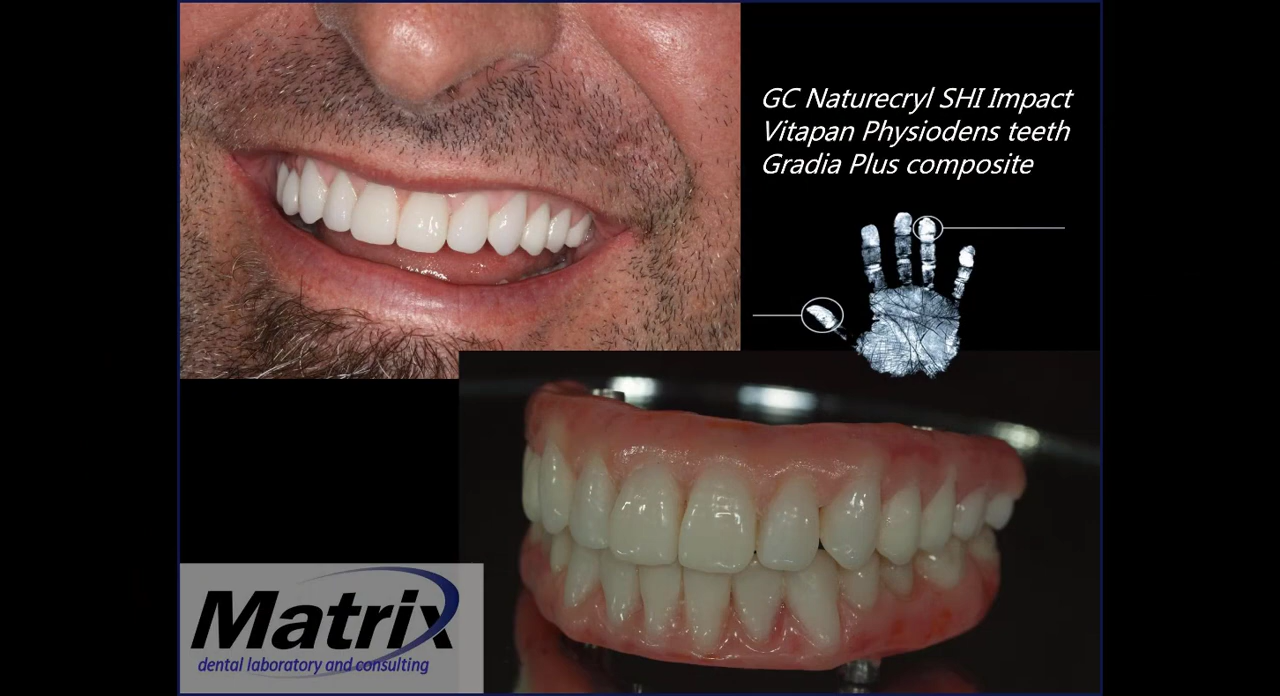 GC Naturecryl SHI Impact
Vitapan Physiodens teeth
Gradia Plus composite
Matrix
dental laboratory and consulting